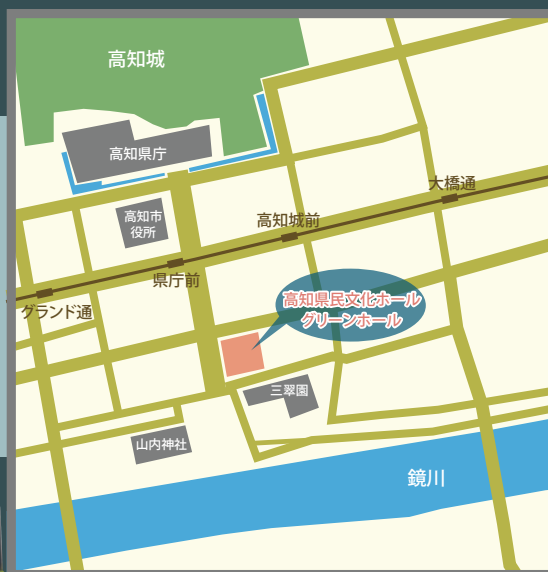 高知城
高知県庁
大橋通
高知市
役所
高知城前
県庁前
高知県民文化ホール
グリーンホール
グランド通
三翠園
山内神社
鏡川